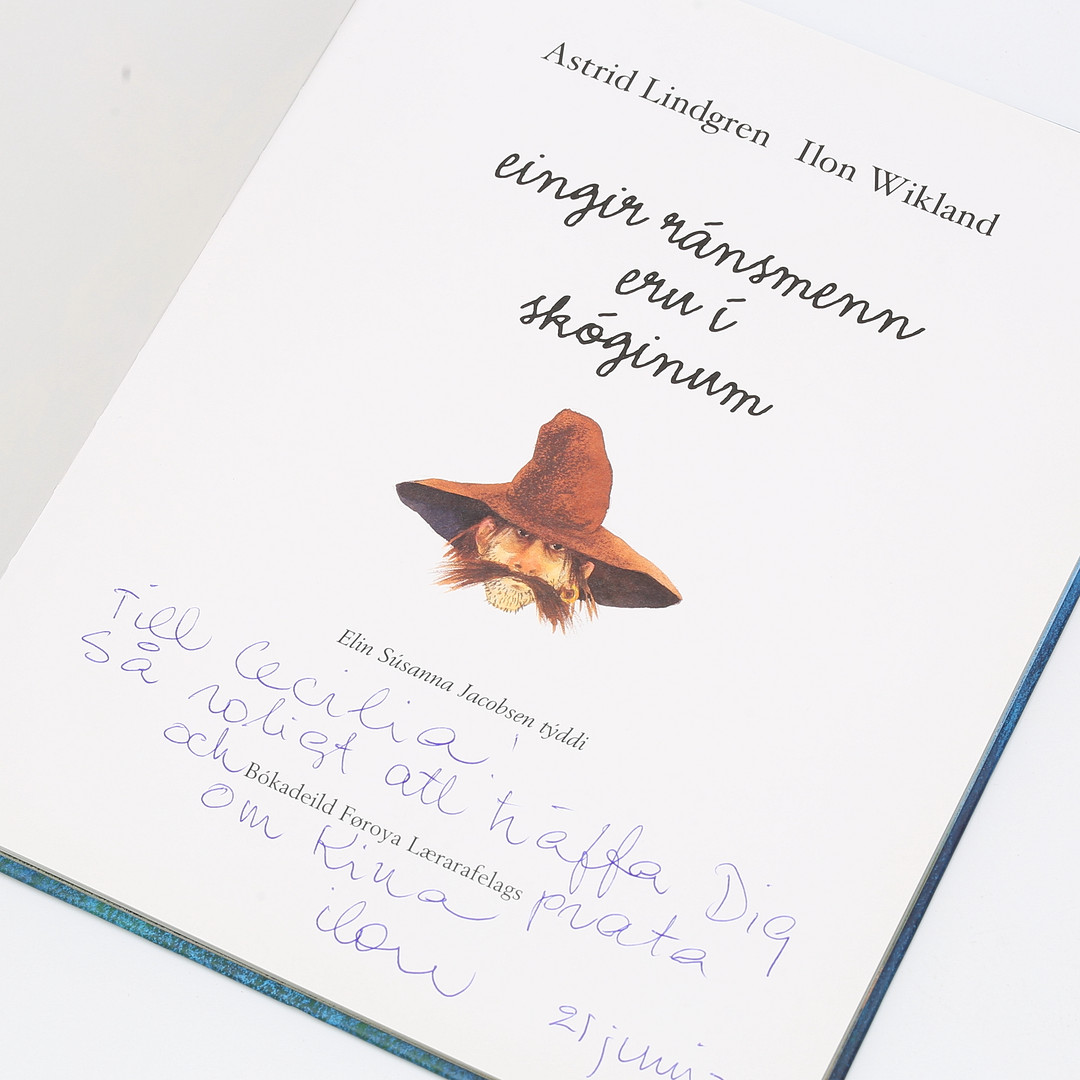 Astrid Lindgren Ilon Wikland
eingir ránsmenn
eru í
skóginum
Elin Súsanna Jacobsen týddi
Till Cecilia!
Så roligt att träffa Dig
och prata
Bókadeild Føroya Lærarafelags
om Kina
ilon
21 juni